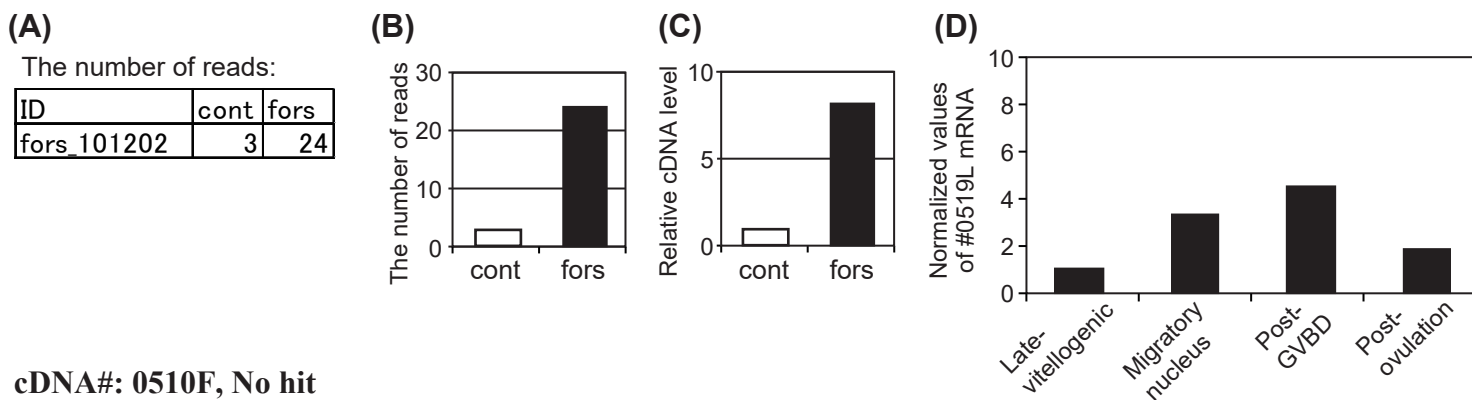 (A)
The number of reads:
ID cont fors
fors_101202 3 24
(B)
The number of reads
30
20
10
0
cont fors
(C)
Relative cDNA level
10
5
0
cont fors
(D)
Normalized values
of #0519L mRNA
10
8
6
4
2
0
Late-
vitellogenic
Migratory
nucleus
Post-
GVBD
Post-
ovulation
cDNA#: 0510F, No hit